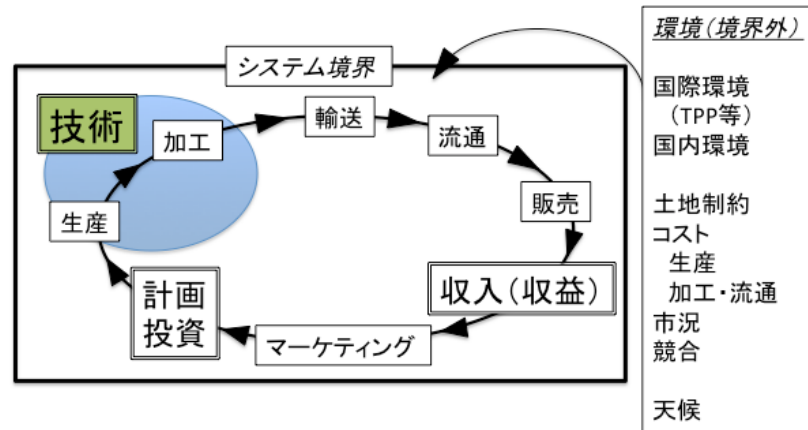 システム境界
技術
加工
輸送
流通
販売
収入(収益)
マーケティング
計画
投資
生産
環境(境界外)
国際環境
(TPP等)
国内環境
土地制約
コスト
生産
加工・流通
市況
競合
天候